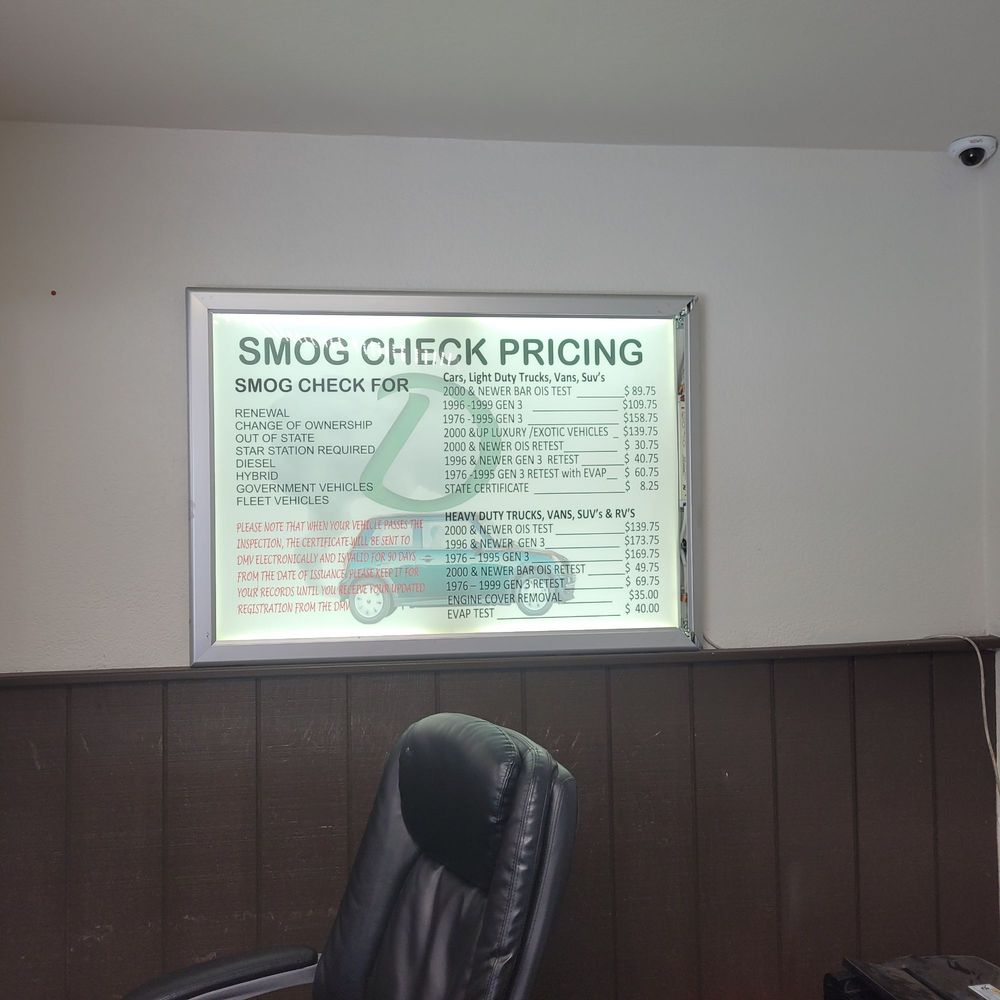 SMOG CHECK PRICING
SMOG CHECK FOR
RENEWAL
CHANGE OF OWNERSHIP
OUT OF STATE
STAR STATION REQUIRED
DIESEL
HYBRID
GOVERNMENT VEHICLES
FLEET VEHICLES
PLEASE NOTE THAT WHEN YOUR VEHICLE PASSES THE
INSPECTION, THE CERTIFICATE WILL BE SENT TO
DMV ELECTRONICALLY AND IS VALID FOR 90 DAYS
FROM THE DATE OF ISSUANCE. PLEASE KEEP IT FOR
YOUR RECORDS UNTIL YOU RECEIVE YOUR UPDATED
REGISTRATION FROM THE DMV
Cars, Light Duty Trucks, Vans, Suv's
2000 & NEWER BAR OIS TEST $ 89.75
1996 -1999 GEN 3 $109.75
1976 -1995 GEN 3 $158.75
2000 &UP LUXURY /EXOTIC VEHICLES $139.75
2000 & NEWER OIS RETEST $ 30.75
1996 & NEWER GEN 3 RETEST $ 40.75
1976 -1995 GEN 3 RETEST with EVAP $ 60.75
STATE CERTIFICATE $ 8.25
HEAVY DUTY TRUCKS, VANS, SUV's & RV'S
2000 & NEWER OIS TEST $139.75
1996 & NEWER GEN 3 $173.75
1976 – 1995 GEN 3 $169.75
2000 & NEWER BAR OIS RETEST $ 49.75
1976 – 1999 GEN 3 RETEST $ 69.75
ENGINE COVER REMOVAL $35.00
EVAP TEST $ 40.00